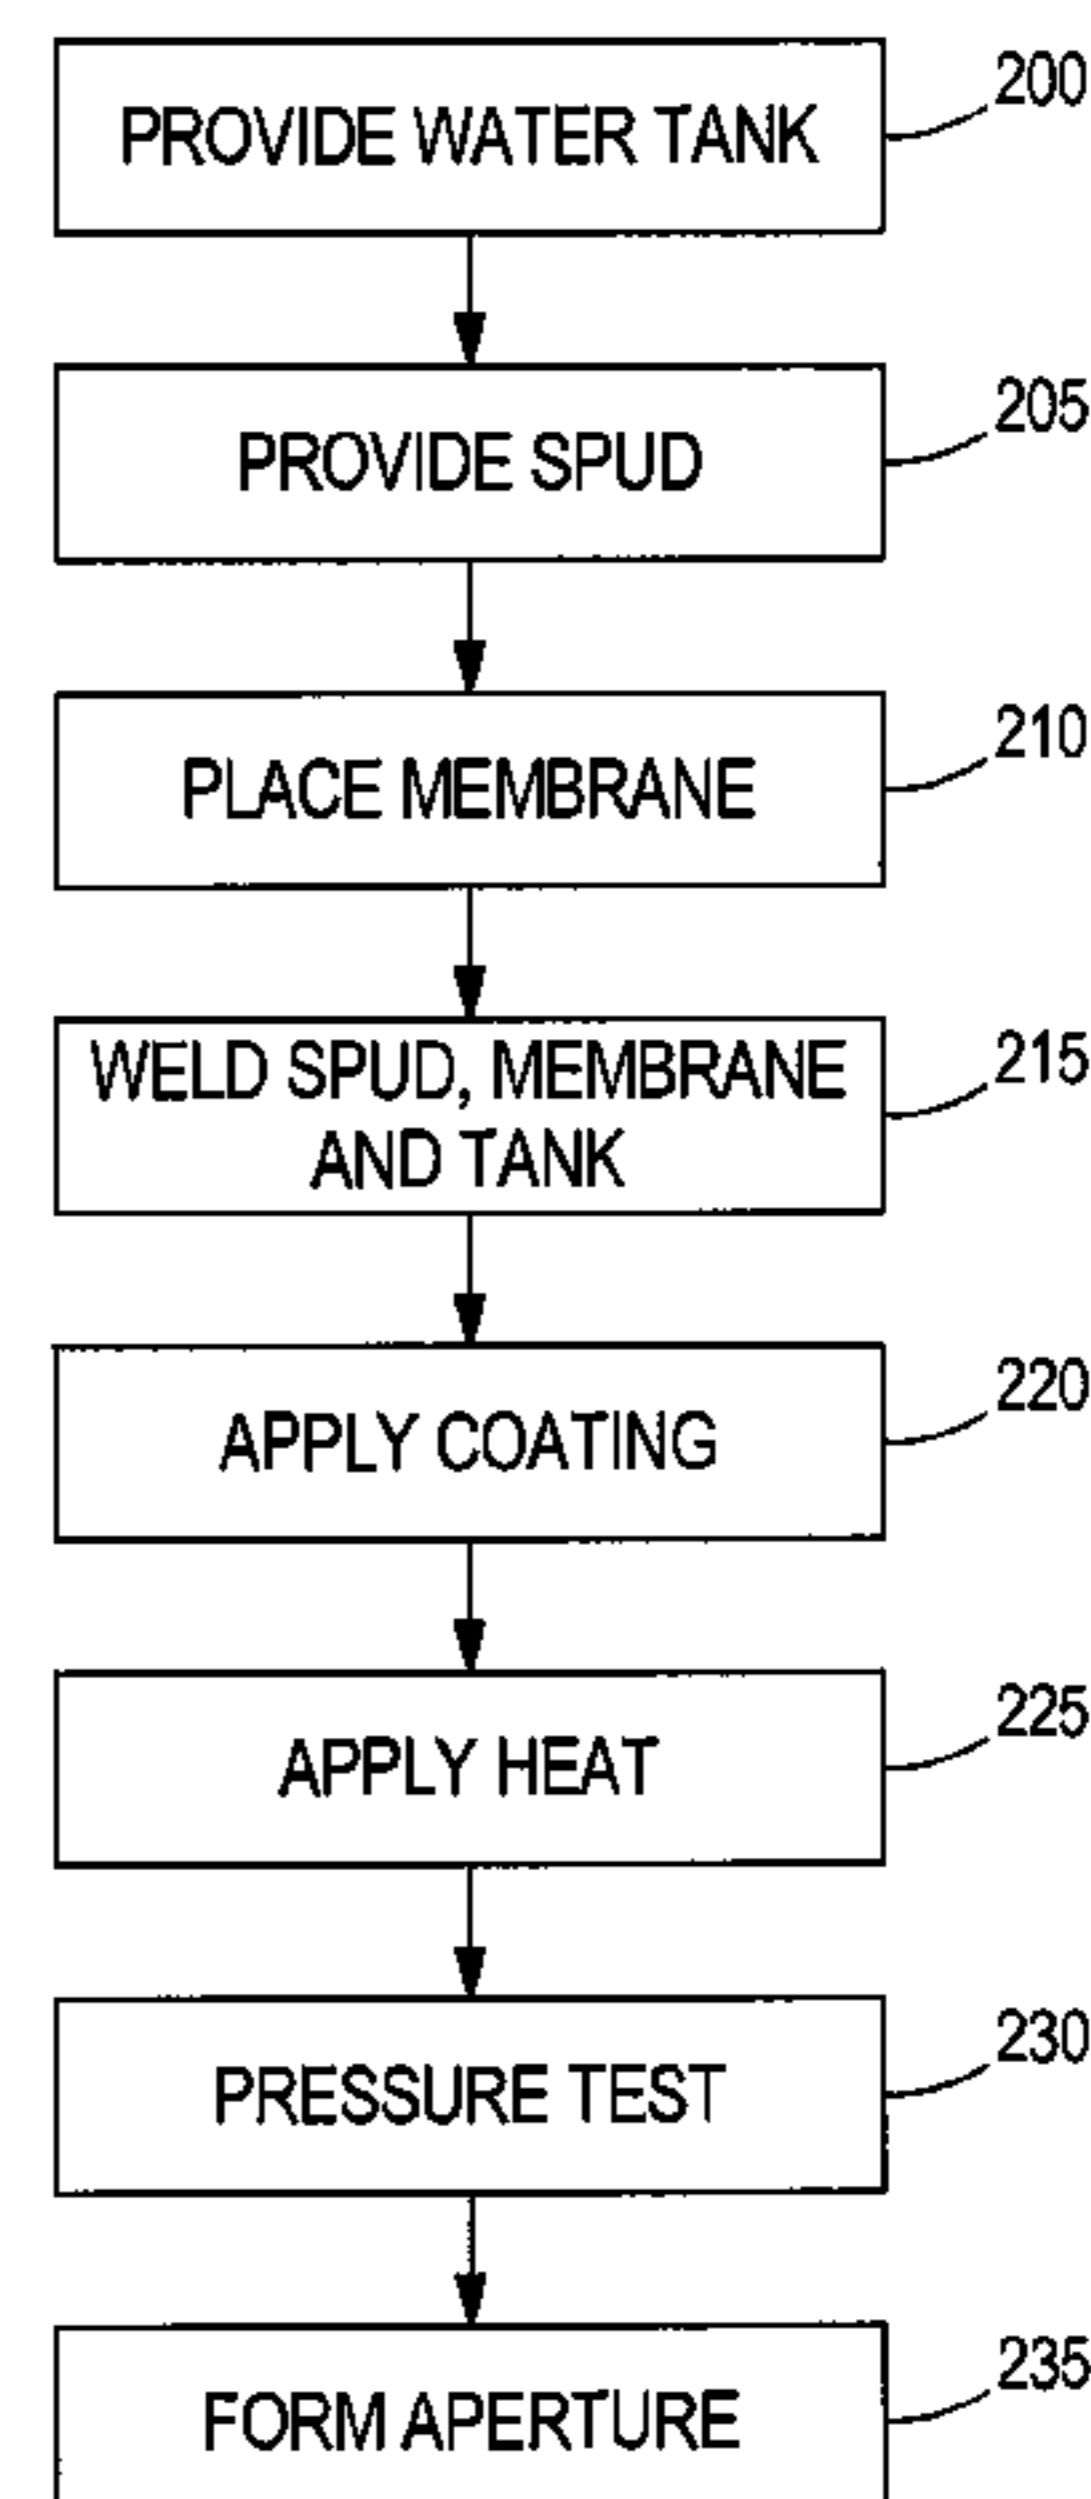 PROVIDE WATER TANK
200
PROVIDE SPUD
205
PLACE MEMBRANE
210
WELD SPUD, MEMBRANE
AND TANK
215
APPLY COATING
220
APPLY HEAT
225
PRESSURE TEST
230
FORM APERTURE
235